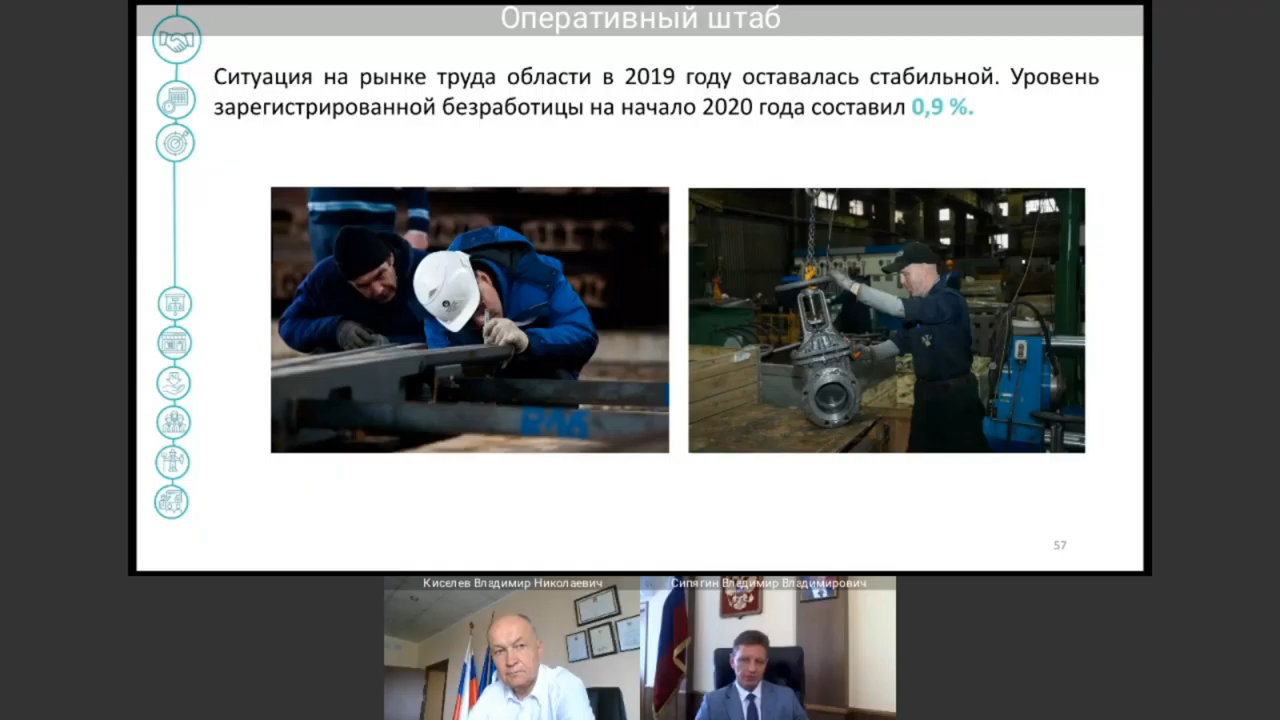 Оперативный штаб
Ситуация на рынке труда области в 2019 году оставалась стабильной. Уровень
зарегистрированной безработицы на начало 2020 года составил 0,9 %.
57
Киселев Владимир Николаевич
Сипягин Владимир Владимирович